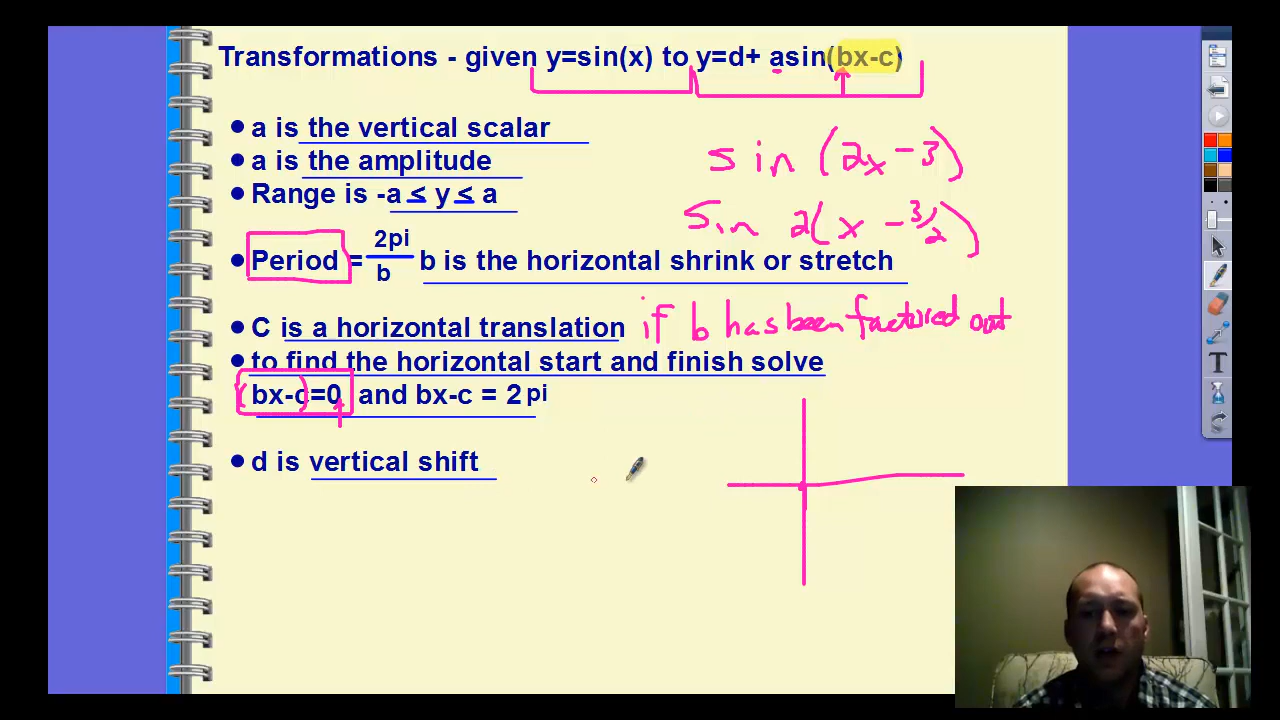 Transformations - given y=sin(x) to y=d+ asin(bx-c)
• a is the vertical scalar
• a is the amplitude
• Range is -a ≤ y ≤ a
sin (2x - 3)
sin 2(x - 3/2)
• Period = 2pi/b b is the horizontal shrink or stretch
• C is a horizontal translation if b has been factored out
• to find the horizontal start and finish solve
(bx-c)=0 and bx-c = 2 pi
• d is vertical shift
T